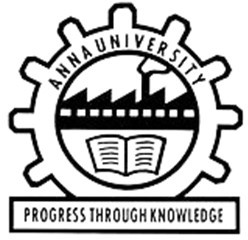 ANNA UNIVERSITY
PROGRESS THROUGH KNOWLEDGE